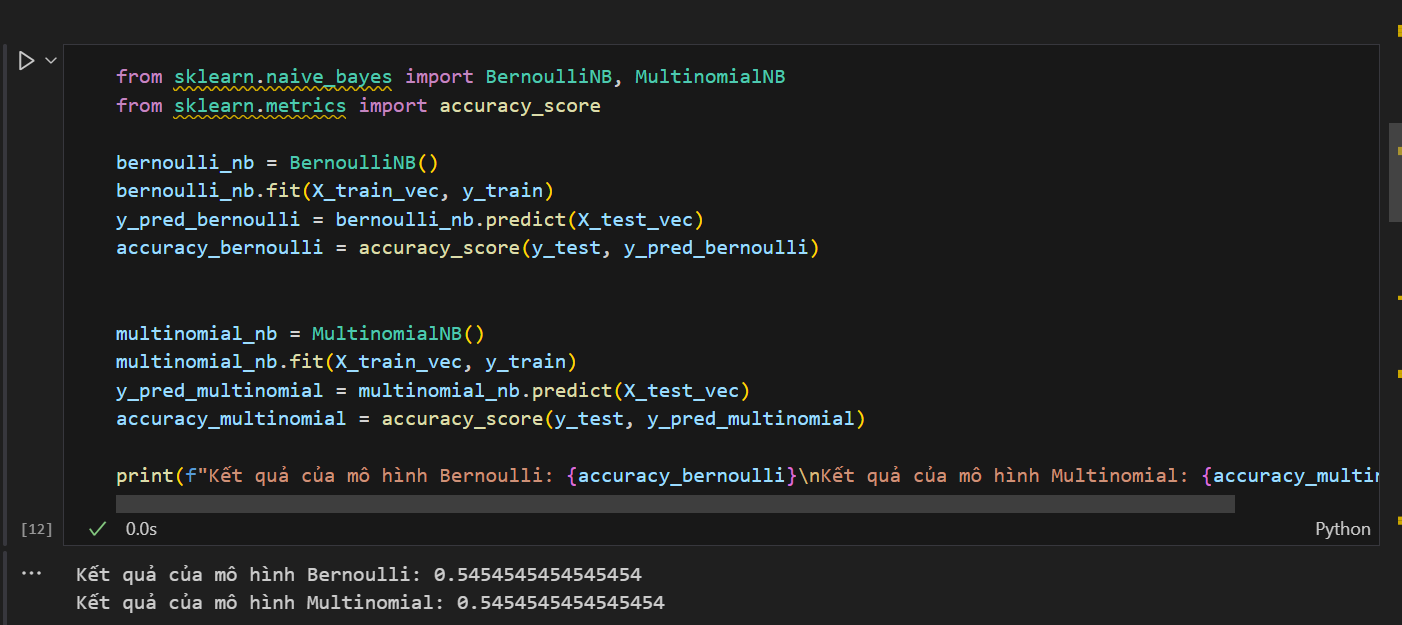 from sklearn.naive_bayes import BernoulliNB, MultinomialNB
from sklearn.metrics import accuracy_score
bernoulli_nb = BernoulliNB()
bernoulli_nb.fit(X_train_vec, y_train)
y_pred_bernoulli = bernoulli_nb.predict(X_test_vec)
accuracy_bernoulli = accuracy_score(y_test, y_pred_bernoulli)
multinomial_nb = MultinomialNB()
multinomial_nb.fit(X_train_vec, y_train)
y_pred_multinomial = multinomial_nb.predict(X_test_vec)
accuracy_multinomial = accuracy_score(y_test, y_pred_multinomial)
print(f"Kết quả của mô hình Bernoulli: {accuracy_bernoulli}\nKết quả của mô hình Multinomial: {accuracy_multin
[12] 0.0s Python
Kết quả của mô hình Bernoulli: 0.5454545454545454
Kết quả của mô hình Multinomial: 0.5454545454545454